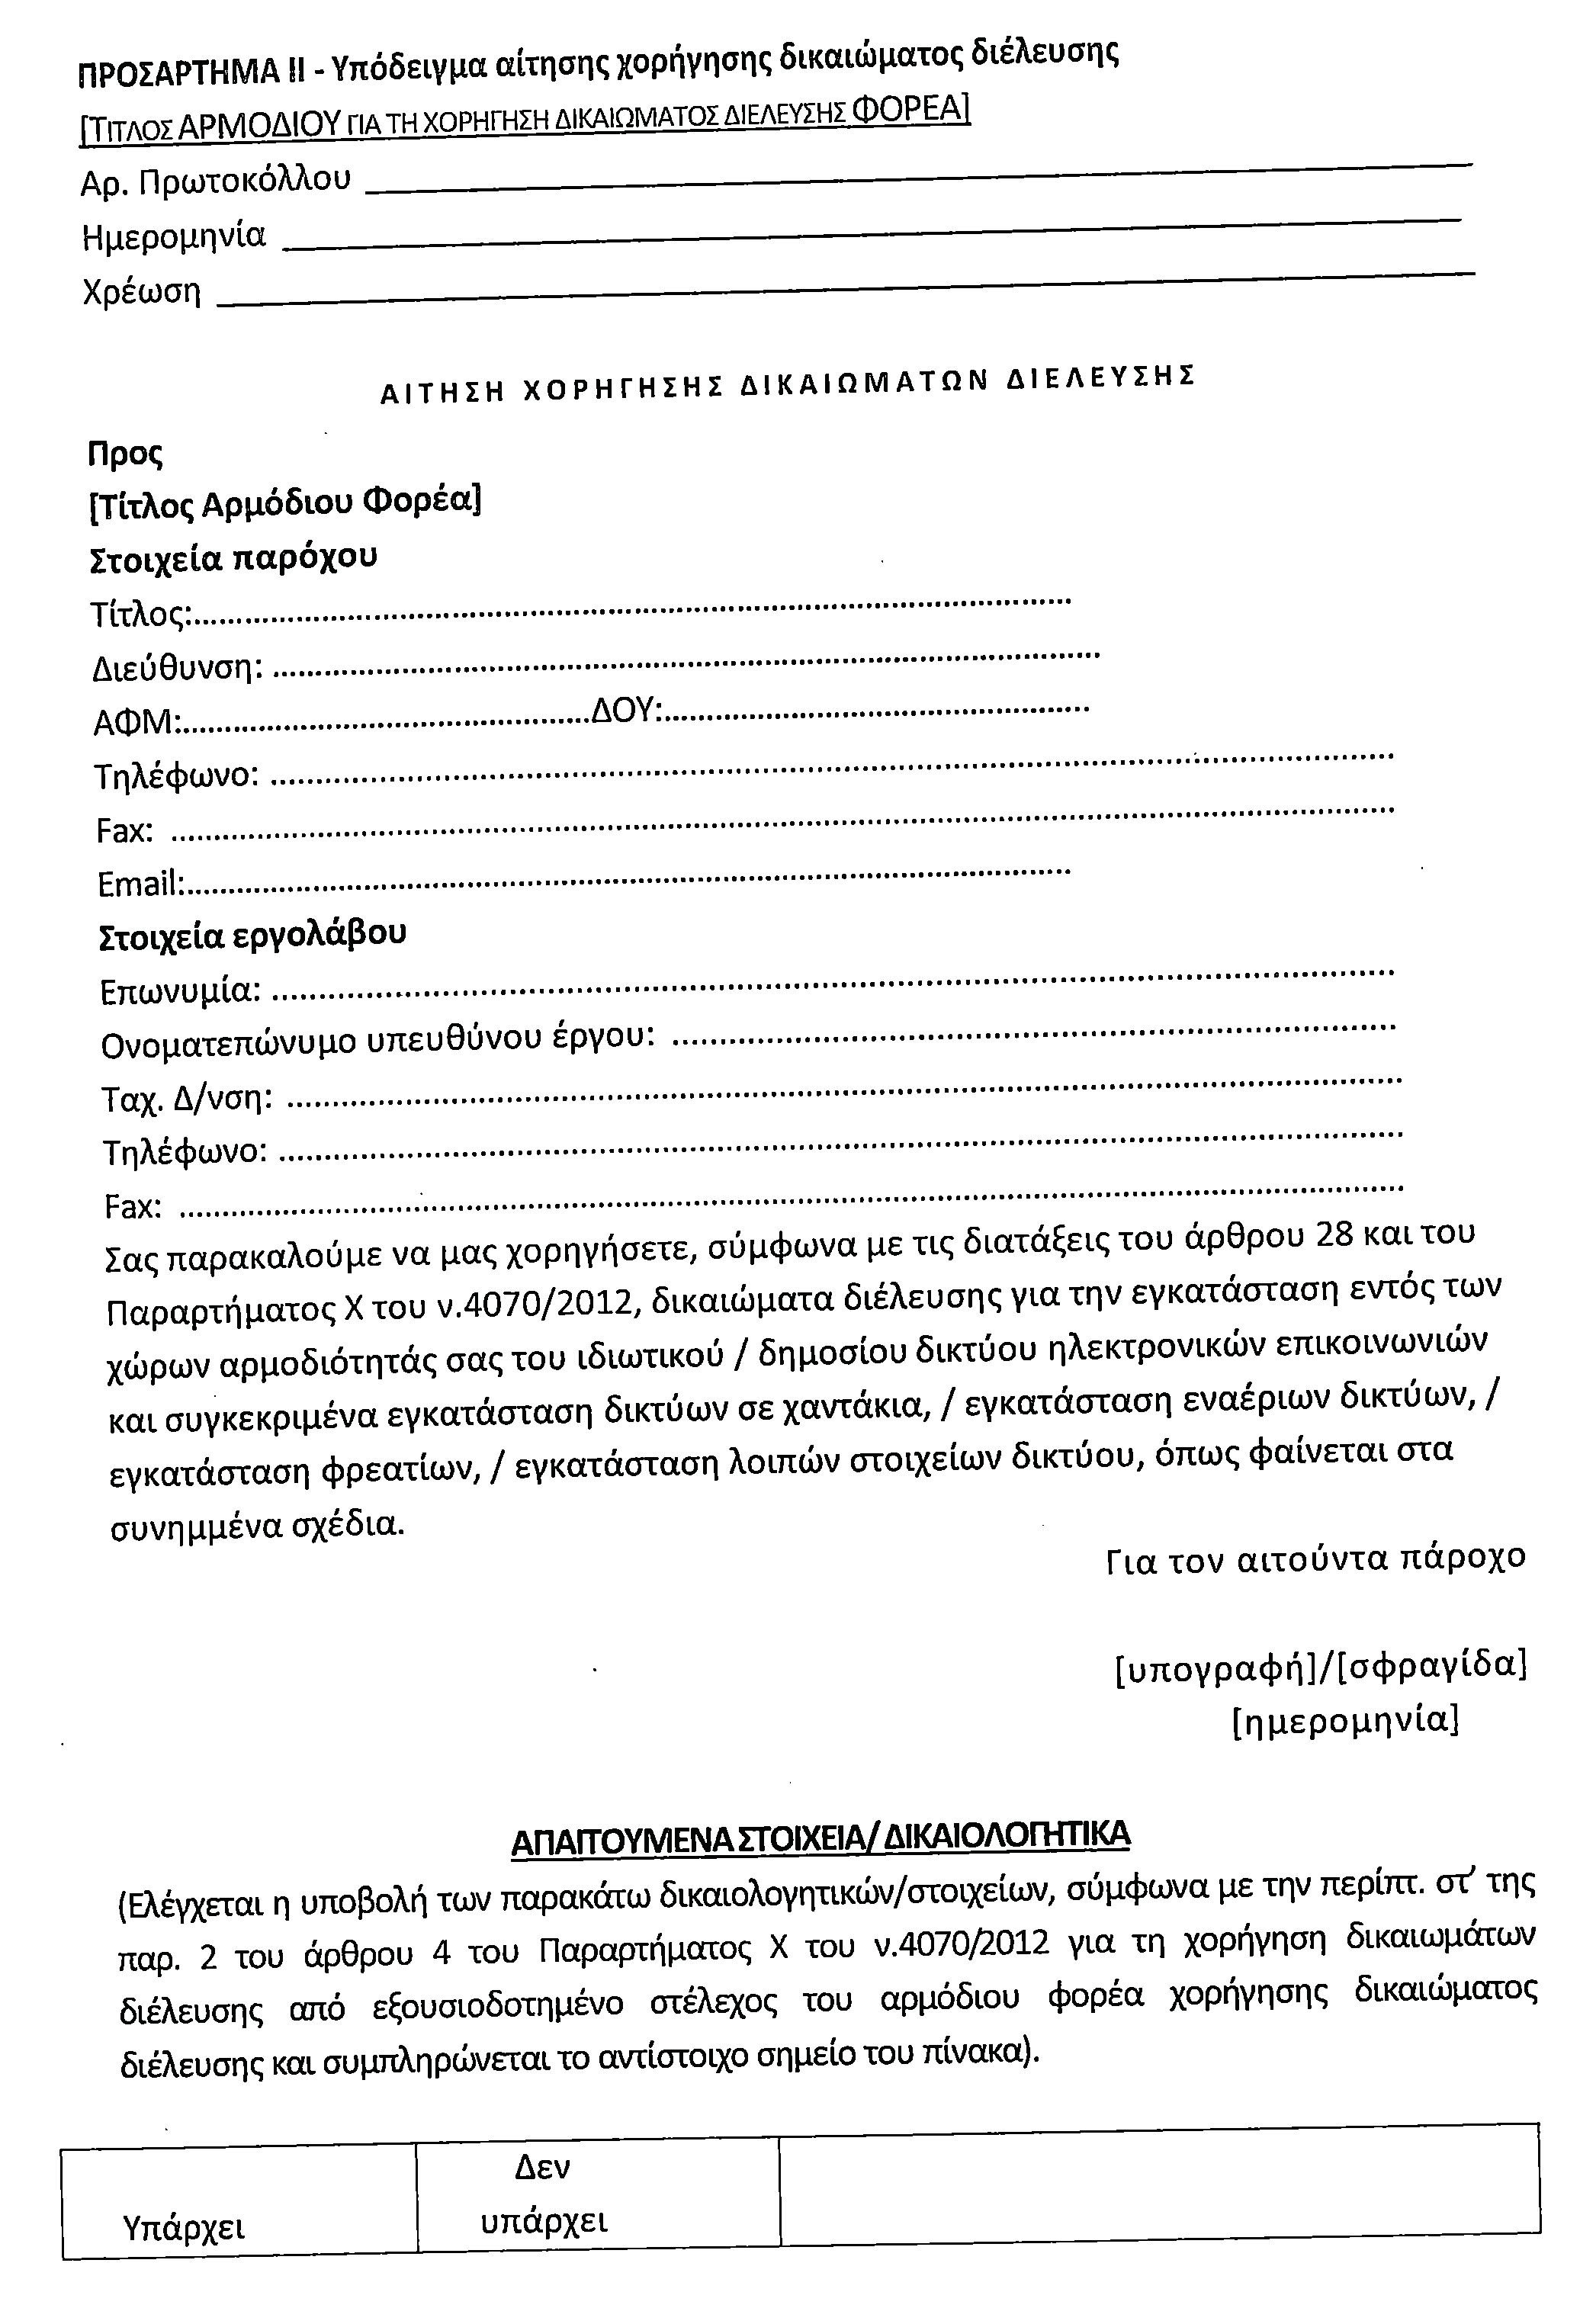 ΠΡΟΣΑΡΤΗΜΑ ΙΙ - Υπόδειγμα αίτησης χορήγησης δικαιώματος διέλευσης
[ΤΙΤΛΟΣ ΑΡΜΟΔΙΟΥ ΓΙΑ ΤΗ ΧΟΡΗΓΗΣΗ ΔΙΚΑΙΩΜΑΤΟΣ ΔΙΕΛΕΥΣΗΣ ΦΟΡΕΑ]
Αρ. Πρωτοκόλλου
Ημερομηνία
Χρέωση
ΑΙΤΗΣΗ ΧΟΡΗΓΗΣΗΣ ΔΙΚΑΙΩΜΑΤΩΝ ΔΙΕΛΕΥΣΗΣ
Προς
[Τίτλος Αρμόδιου Φορέα]
Στοιχεία παρόχου
Τίτλος:
Διεύθυνση:
ΑΦΜ: ΔΟΥ:
Τηλέφωνο:
Fax:
Email:
Στοιχεία εργολάβου
Επωνυμία:
Ονοματεπώνυμο υπευθύνου έργου:
Ταχ. Δ/νση:
Τηλέφωνο:
Fax:
Σας παρακαλούμε να μας χορηγήσετε, σύμφωνα με τις διατάξεις του άρθρου 28 και του
Παραρτήματος Χ του ν.4070/2012, δικαιώματα διέλευσης για την εγκατάσταση εντός των
χώρων αρμοδιότητάς σας του ιδιωτικού / δημοσίου δικτύου ηλεκτρονικών επικοινωνιών
και συγκεκριμένα εγκατάσταση δικτύων σε χαντάκια, / εγκατάσταση εναέριων δικτύων, /
εγκατάσταση φρεατίων, / εγκατάσταση λοιπών στοιχείων δικτύου, όπως φαίνεται στα
συνημμένα σχέδια.
Για τον αιτούντα πάροχο
[υπογραφή]/[σφραγίδα]
[ημερομηνία]
ΑΠΑΙΤΟΥΜΕΝΑ ΣΤΟΙΧΕΙΑ/ ΔΙΚΑΙΟΛΟΓΗΤΙΚΑ
(Ελέγχεται η υποβολή των παρακάτω δικαιολογητικών/στοιχείων, σύμφωνα με την περίπτ. στ' της
παρ. 2 του άρθρου 4 του Παραρτήματος Χ του ν.4070/2012 για τη χορήγηση δικαιωμάτων
διέλευσης από εξουσιοδοτημένο στέλεχος του αρμόδιου φορέα χορήγησης δικαιώματος
διέλευσης και συμπληρώνεται το αντίστοιχο σημείο του πίνακα).
Δεν
Υπάρχει υπάρχει